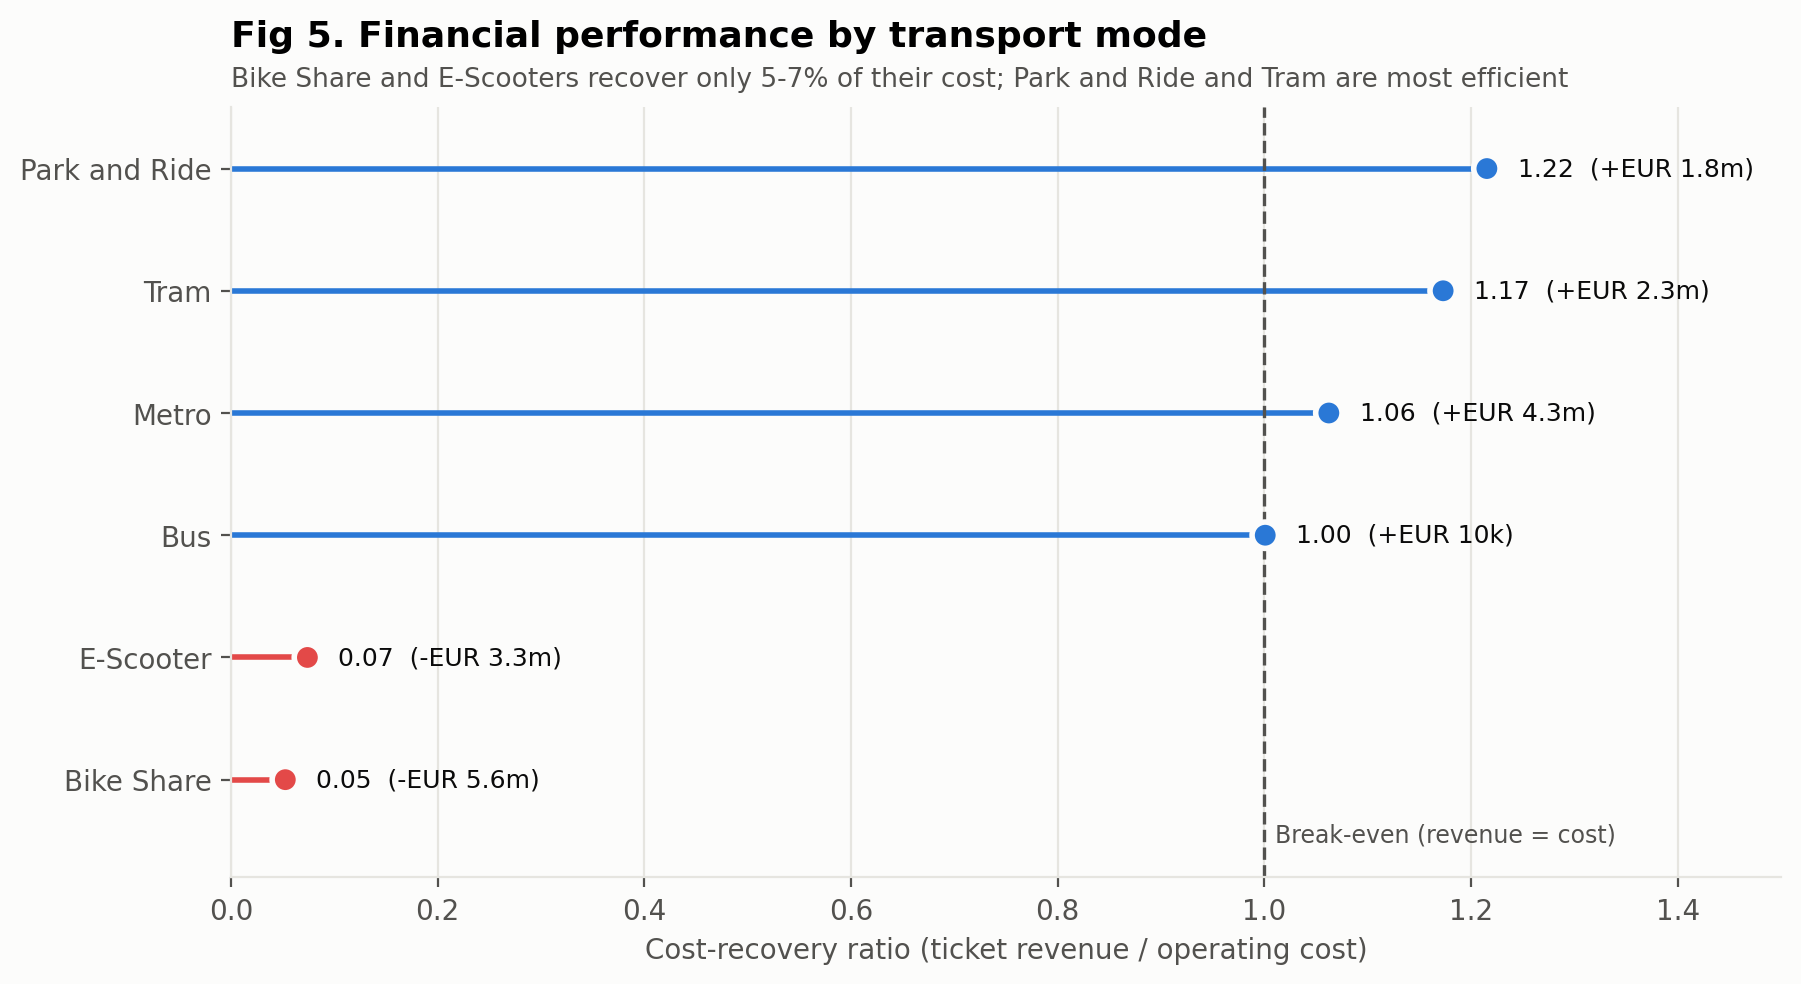 Fig 5. Financial performance by transport mode
Bike Share and E-Scooters recover only 5-7% of their cost; Park and Ride and Tram are most efficient
Park and Ride
1.22 (+EUR 1.8m)
Tram
1.17 (+EUR 2.3m)
Metro
1.06 (+EUR 4.3m)
Bus
1.00 (+EUR 10k)
E-Scooter
0.07 (-EUR 3.3m)
Bike Share
0.05 (-EUR 5.6m)
Break-even (revenue = cost)
0.0 0.2 0.4 0.6 0.8 1.0 1.2 1.4
Cost-recovery ratio (ticket revenue / operating cost)